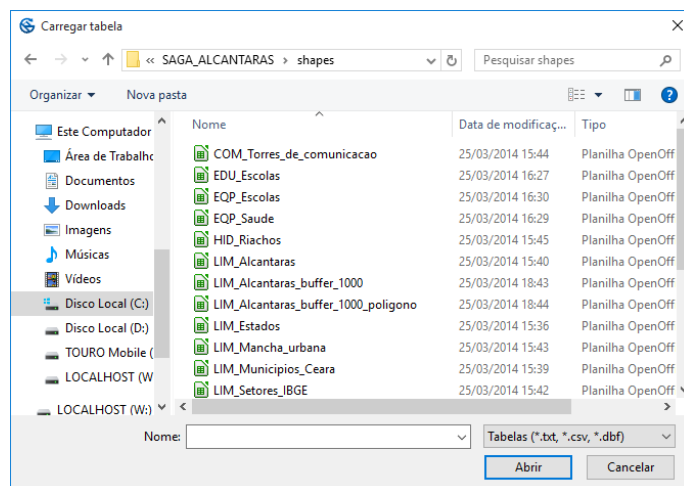 Carregar tabela
« SAGA_ALCANTARAS > shapes
Pesquisar shapes
Organizar
Nova pasta
Nome
Data de modificaç...
Tipo
Este Computador
Área de Trabalho
Documentos
Downloads
Imagens
Músicas
Vídeos
Disco Local (C:)
Disco Local (D:)
TOURO Mobile (
LOCALHOST (W
LOCALHOST (W:)
COM_Torres_de_comunicacao 25/03/2014 15:44 Planilha OpenOff
EDU_Escolas 25/03/2014 16:27 Planilha OpenOff
EQP_Escolas 25/03/2014 16:30 Planilha OpenOff
EQP_Saude 25/03/2014 16:29 Planilha OpenOff
HID_Riachos 25/03/2014 15:45 Planilha OpenOff
LIM_Alcantaras 25/03/2014 15:40 Planilha OpenOff
LIM_Alcantaras_buffer_1000 25/03/2014 18:43 Planilha OpenOff
LIM_Alcantaras_buffer_1000_poligono 25/03/2014 18:44 Planilha OpenOff
LIM_Estados 25/03/2014 15:36 Planilha OpenOff
LIM_Mancha_urbana 25/03/2014 15:43 Planilha OpenOff
LIM_Municipios_Ceara 25/03/2014 15:39 Planilha OpenOff
LIM_Setores_IBGE 25/03/2014 15:42 Planilha OpenOff
Nome:
Tabelas (*.txt, *.csv, *.dbf)
Abrir
Cancelar